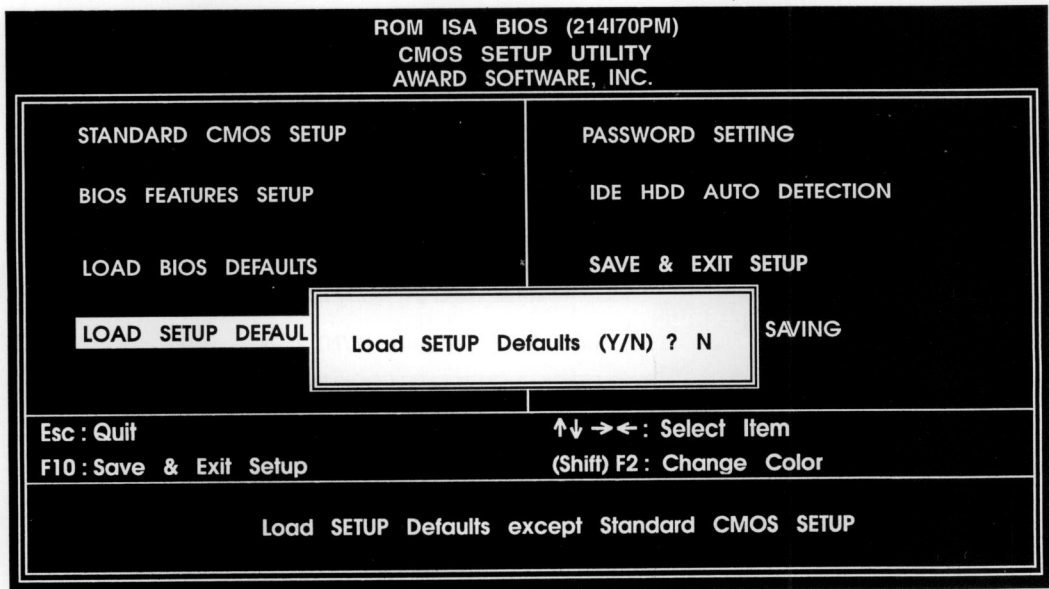 ROM ISA BIOS (214I70PM)
CMOS SETUP UTILITY
AWARD SOFTWARE, INC.
STANDARD CMOS SETUP
BIOS FEATURES SETUP
LOAD BIOS DEFAULTS
LOAD SETUP DEFAUL
PASSWORD SETTING
IDE HDD AUTO DETECTION
SAVE & EXIT SETUP
SAVING
Load SETUP Defaults (Y/N) ? N
Esc : Quit
F10 : Save & Exit Setup
↑↓→← : Select Item
(Shift) F2 : Change Color
Load SETUP Defaults except Standard CMOS SETUP